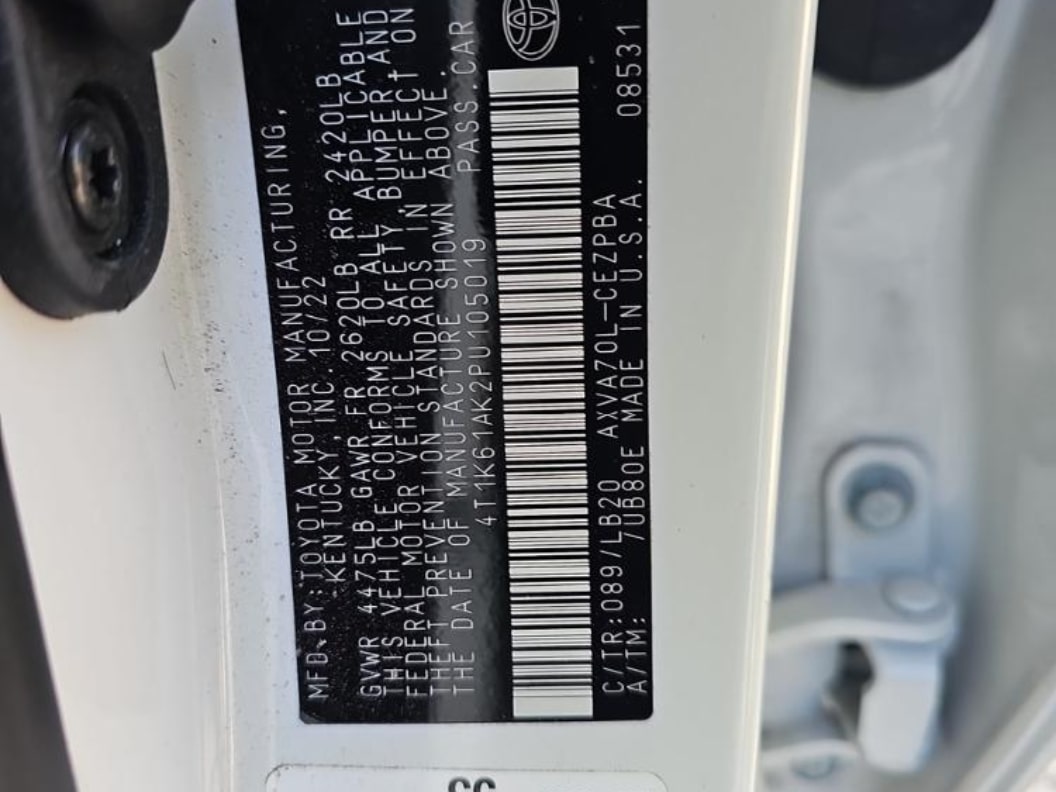 MFD.BY:TOYOTA MOTOR MANUFACTURING,
KENTUCKY, INC. 10/22
GVWR 4475LB GAWR FR 2620LB RR 2420LB
THIS VEHICLE CONFORMS TO ALL APPLICABLE
FEDERAL MOTOR VEHICLE SAFETY, BUMPER, AND
THEFT PREVENTION STANDARDS IN EFFECT ON
THE DATE OF MANUFACTURE SHOWN ABOVE.
4T1K61AK2PU105019 PASS.CAR
C/TR:089/LB20 AXVA70L-CEZPBA
A/TM: /UB80E MADE IN U.S.A. 08531